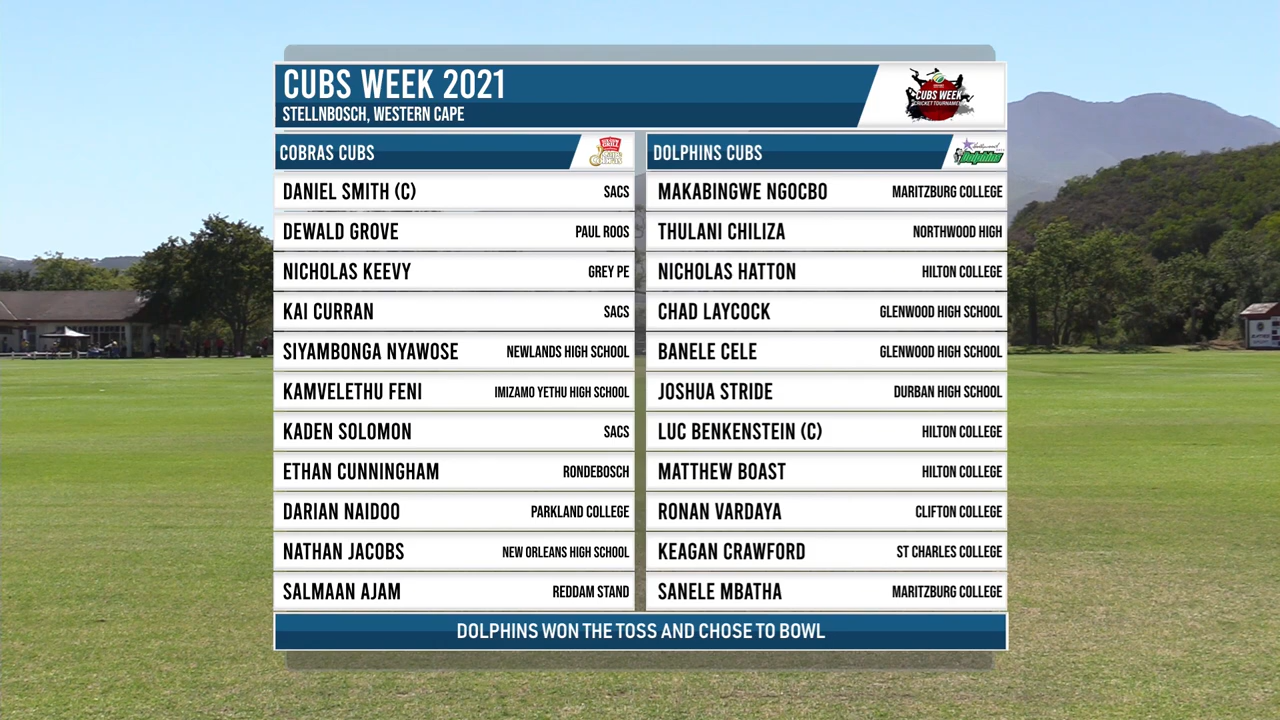 CUBS WEEK 2021
STELLNBOSCH, WESTERN CAPE
CUBS WEEK
CRICKET TOURNAMENT
COBRAS CUBS
DANIEL SMITH (C) SACS
DEWALD GROVE PAUL ROOS
NICHOLAS KEEVY GREY PE
KAI CURRAN SACS
SIYAMBONGA NYAWOSE NEWLANDS HIGH SCHOOL
KAMVELETHU FENI IMIZAMO YETHU HIGH SCHOOL
KADEN SOLOMON SACS
ETHAN CUNNINGHAM RONDEBOSCH
DARIAN NAIDOO PARKLAND COLLEGE
NATHAN JACOBS NEW ORLEANS HIGH SCHOOL
SALMAAN AJAM REDDAM STAND
DOLPHINS CUBS
Dolphins
MAKABINGWE NGOCBO MARITZBURG COLLEGE
THULANI CHILIZA NORTHWOOD HIGH
NICHOLAS HATTON HILTON COLLEGE
CHAD LAYCOCK GLENWOOD HIGH SCHOOL
BANELE CELE GLENWOOD HIGH SCHOOL
JOSHUA STRIDE DURBAN HIGH SCHOOL
LUC BENKENSTEIN (C) HILTON COLLEGE
MATTHEW BOAST HILTON COLLEGE
RONAN VARDAYA CLIFTON COLLEGE
KEAGAN CRAWFORD ST CHARLES COLLEGE
SANELE MBATHA MARITZBURG COLLEGE
DOLPHINS WON THE TOSS AND CHOSE TO BOWL